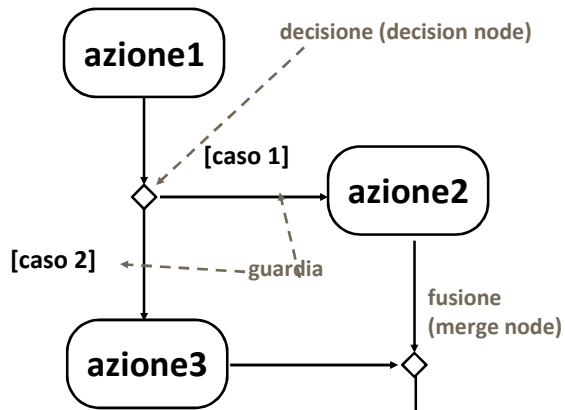 decisione (decision node)
azione1
[caso 1]
azione2
[caso 2]
guardia
fusione
(merge node)
azione3